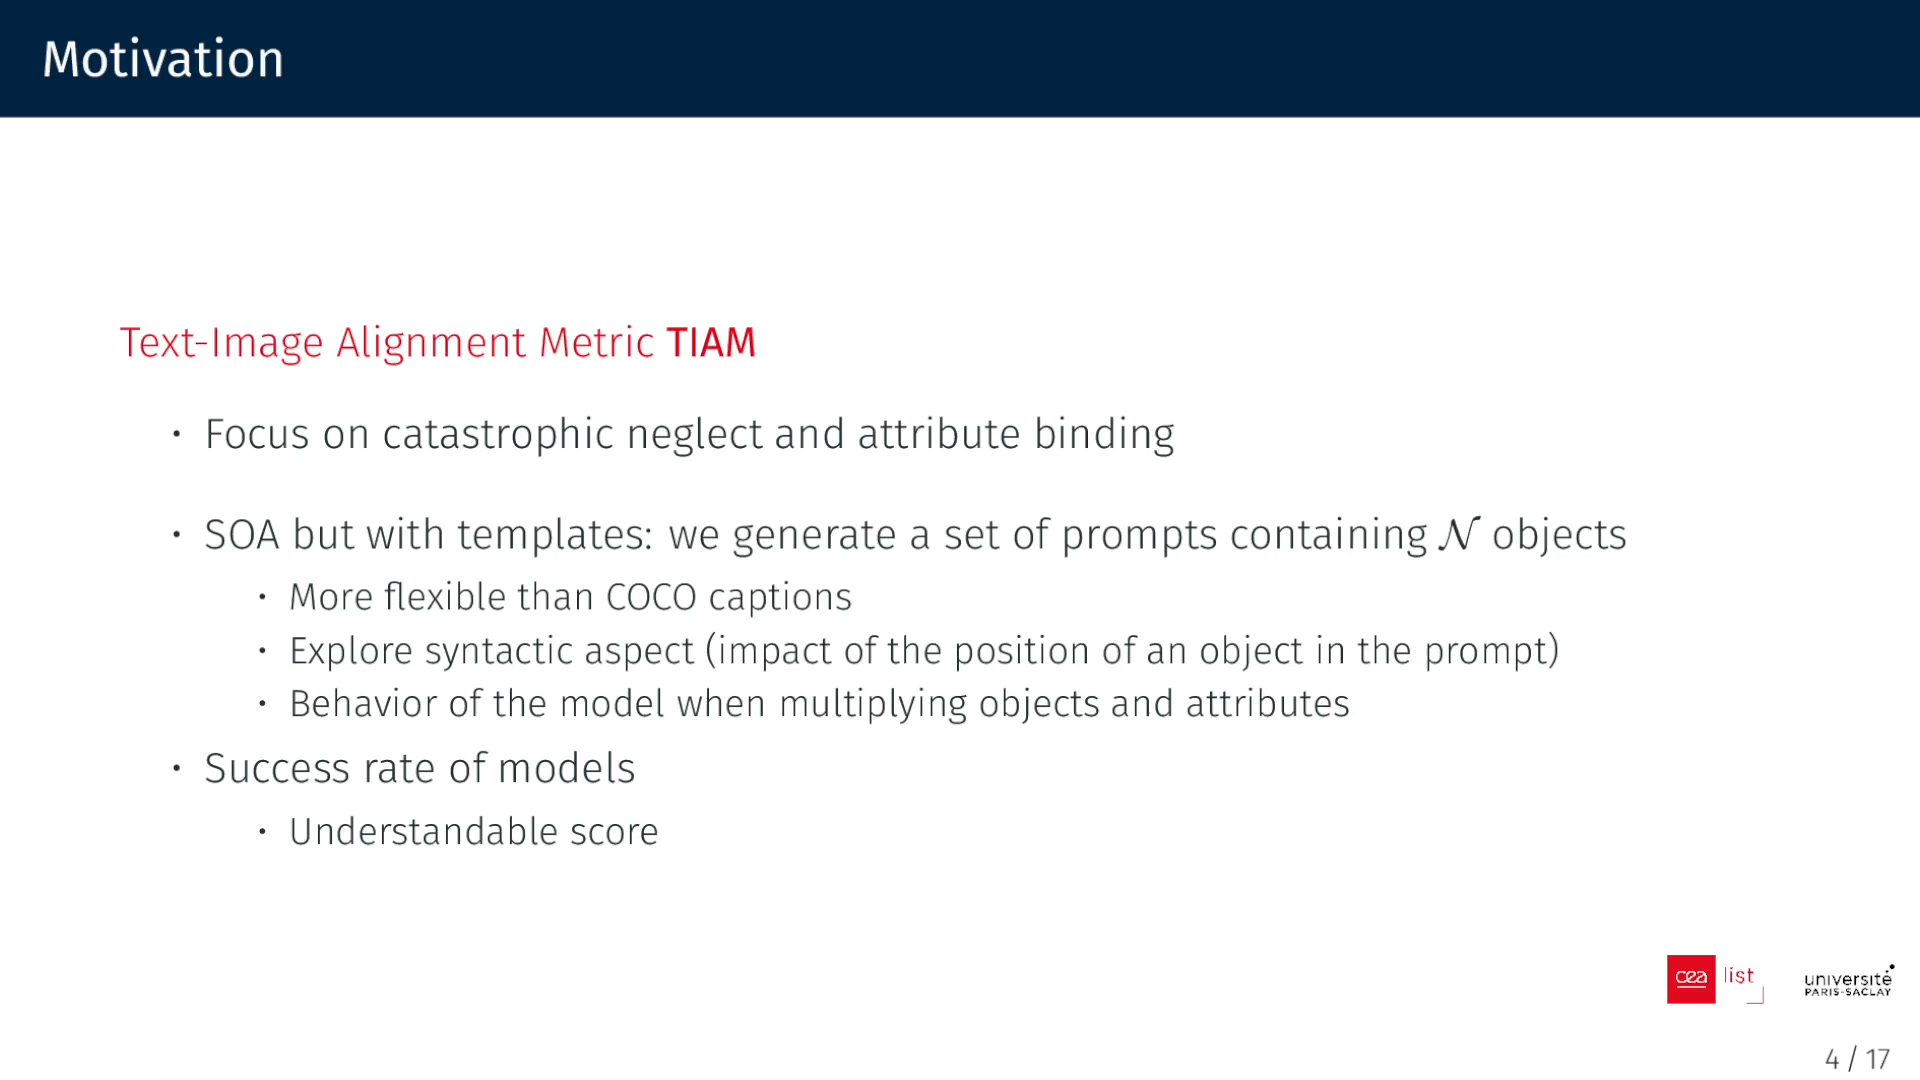 Motivation
Text-Image Alignment Metric TIAM
· Focus on catastrophic neglect and attribute binding
· SOA but with templates: we generate a set of prompts containing 𝒩 objects
· More flexible than COCO captions
· Explore syntactic aspect (impact of the position of an object in the prompt)
· Behavior of the model when multiplying objects and attributes
· Success rate of models
· Understandable score
cea list
université
PARIS-SACLAY
4 / 17